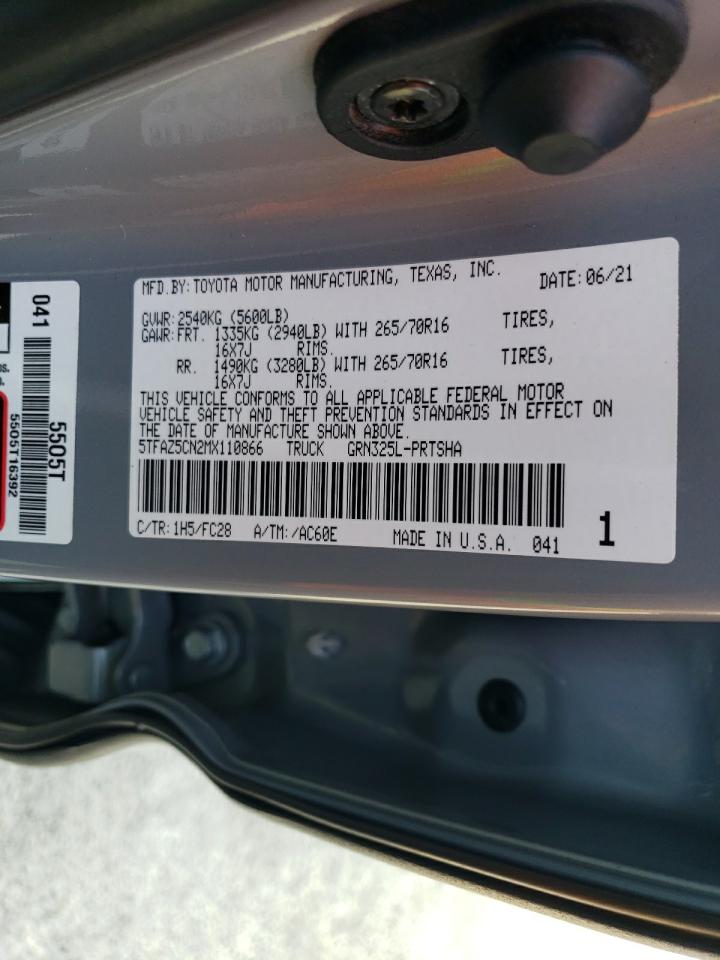 MFD.BY:TOYOTA MOTOR MANUFACTURING, TEXAS, INC. DATE:06/21
GVWR:2540KG (5600LB)
GAWR:FRT. 1335KG (2940LB) WITH 265/70R16 TIRES,
16X7J RIMS.
RR. 1490KG (3280LB) WITH 265/70R16 TIRES,
16X7J RIMS.
THIS VEHICLE CONFORMS TO ALL APPLICABLE FEDERAL MOTOR
VEHICLE SAFETY AND THEFT PREVENTION STANDARDS IN EFFECT ON
THE DATE OF MANUFACTURE SHOWN ABOVE.
5TFAZ5CN2MX110866 TRUCK GRN325L-PRTSHA
C/TR:1H5/FC28 A/TM:/AC60E MADE IN U.S.A. 041 1
041
5505T
5505T16392